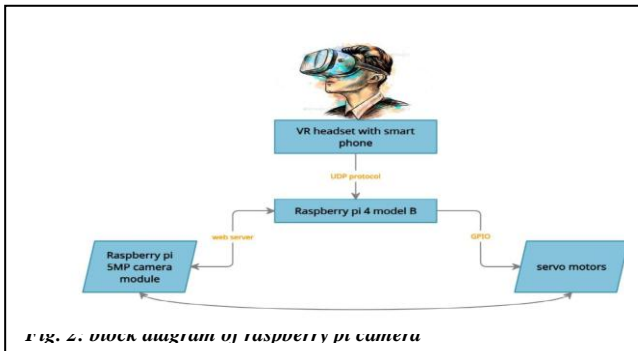 VR headset with smart
phone
UDP protocol
Raspberry pi 4 model B
web server
GPIO
Raspberry pi
5MP camera
module
servo motors
Fig. 2: block diagram of raspberry pi camera